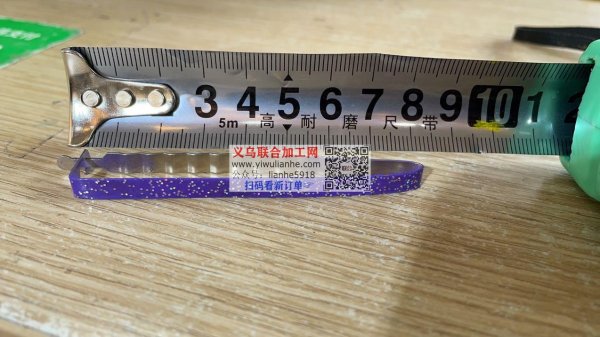 3 4 5 6 7 8 9 10 1 2
5m 高 耐 磨 尺 带
义乌联合加工网
www.yiwulianhe.com
公众号：lianhe5918
扫码看新订单☞